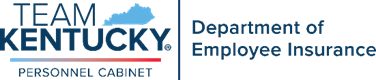 TEAM
KENTUCKY®
PERSONNEL CABINET
Department of
Employee Insurance